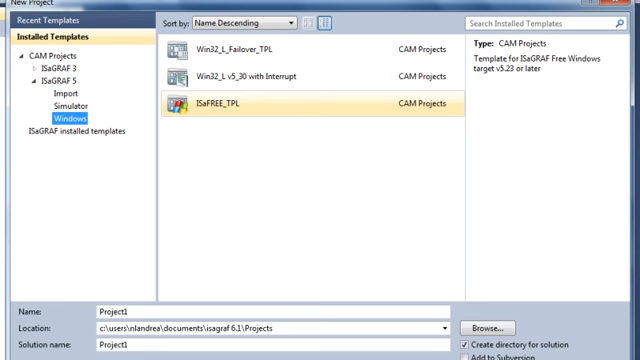 New Project
Recent Templates
Sort by: Name Descending
Search Installed Templates
Installed Templates
CAM Projects
ISaGRAF 3
ISaGRAF 5
Import
Simulator
Windows
ISaGRAF installed templates
Win32_L_Failover_TPL CAM Projects
Win32_L v5_30 with Interrupt CAM Projects
ISaFREE_TPL CAM Projects
Type: CAM Projects
Template for ISaGRAF Free Windows
target v5.23 or later
Name: Project1
Location: c:\users\nlandrea\documents\isagraf 6.1\Projects Browse...
Solution name: Project1 Create directory for solution
Add to Subversion